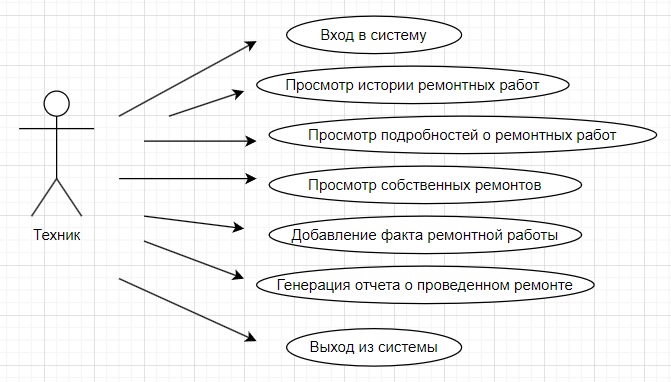 Вход в систему
Просмотр истории ремонтных работ
Просмотр подробностей о ремонтных работ
Просмотр собственных ремонтов
Техник
Добавление факта ремонтной работы
Генерация отчета о проведенном ремонте
Выход из системы